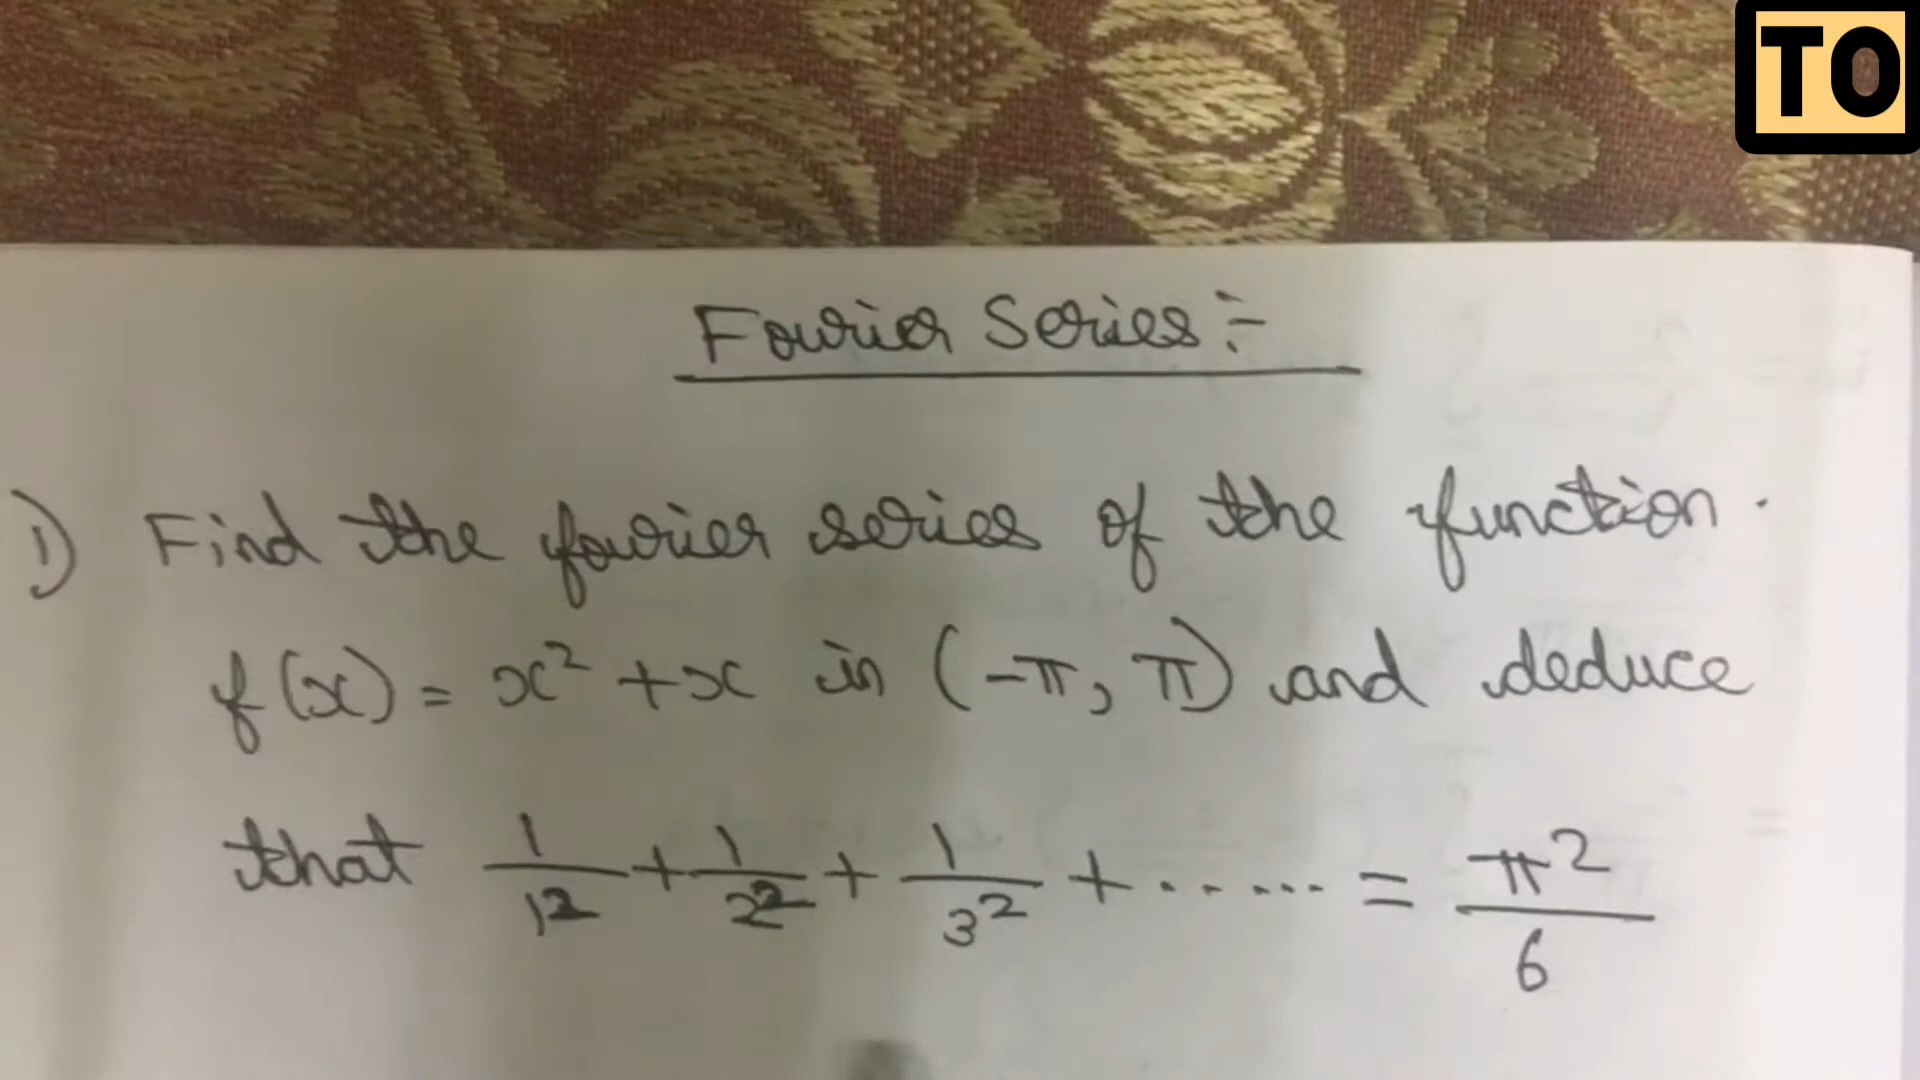 TO
Fourier Series :-
1) Find the fourier series of the function.
f(x) = x² + x in (-π, π) and deduce
that 1/1² + 1/2² + 1/3² + ...... = π²/6